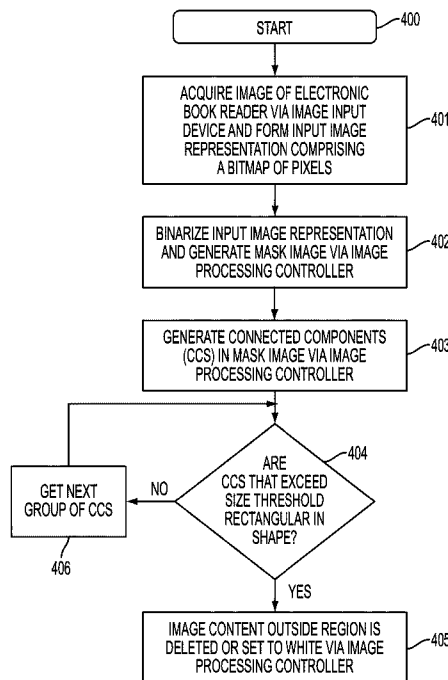 START
400
ACQUIRE IMAGE OF ELECTRONIC
BOOK READER VIA IMAGE INPUT
DEVICE AND FORM INPUT IMAGE
REPRESENTATION COMPRISING
A BITMAP OF PIXELS
401
BINARIZE INPUT IMAGE REPRESENTATION
AND GENERATE MASK IMAGE VIA IMAGE
PROCESSING CONTROLLER
402
GENERATE CONNECTED COMPONENTS
(CCS) IN MASK IMAGE VIA IMAGE
PROCESSING CONTROLLER
403
404
ARE
CCS THAT EXCEED
SIZE THRESHOLD
RECTANGULAR IN
SHAPE?
NO
GET NEXT
GROUP OF CCS
406
YES
IMAGE CONTENT OUTSIDE REGION IS
DELETED OR SET TO WHITE VIA IMAGE
PROCESSING CONTROLLER
405